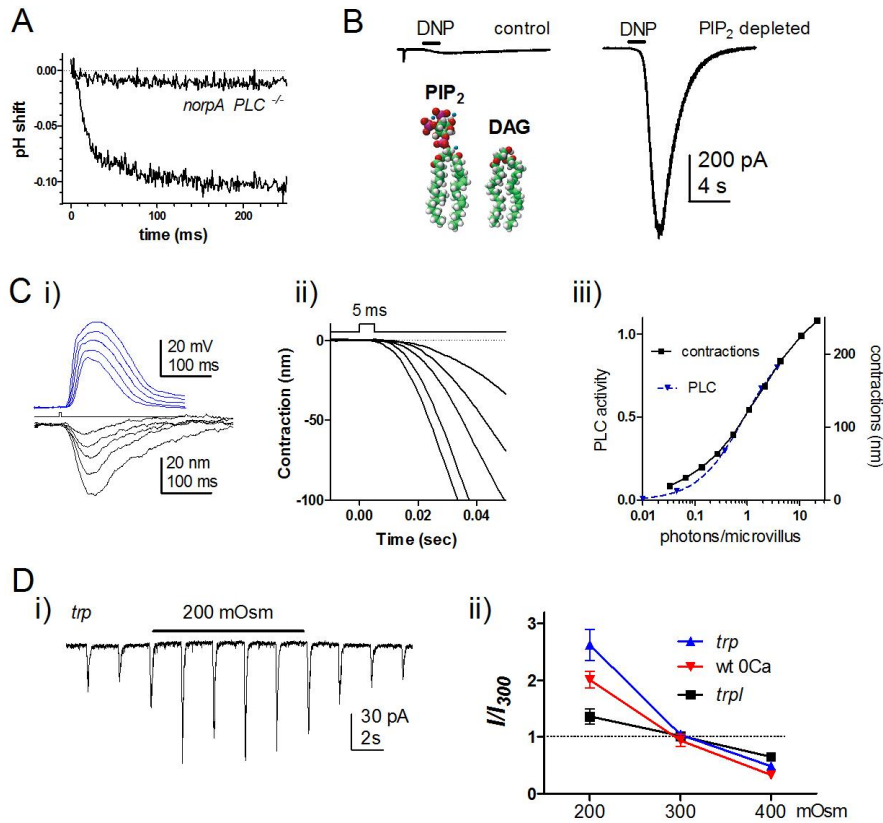 A
0.00
-0.05
-0.10
pH shift
norpA PLC -/-
0 100 200
time (ms)
B
DNP control
DNP PIP2 depleted
PIP2
DAG
200 pA
4 s
C i)
20 mV
100 ms
20 nm
100 ms
ii)
5 ms
0
-50
-100
Contraction (nm)
0.00 0.02 0.04
Time (sec)
iii)
1.0
0.5
0.0
PLC activity
contractions
PLC
200
100
0
contractions (nm)
0.01 0.1 1 10
photons/microvillus
D
i) trp 200 mOsm
30 pA
2s
ii)
3
2
1
0
I/I300
trp
wt 0Ca
trpl
200 300 400 mOsm